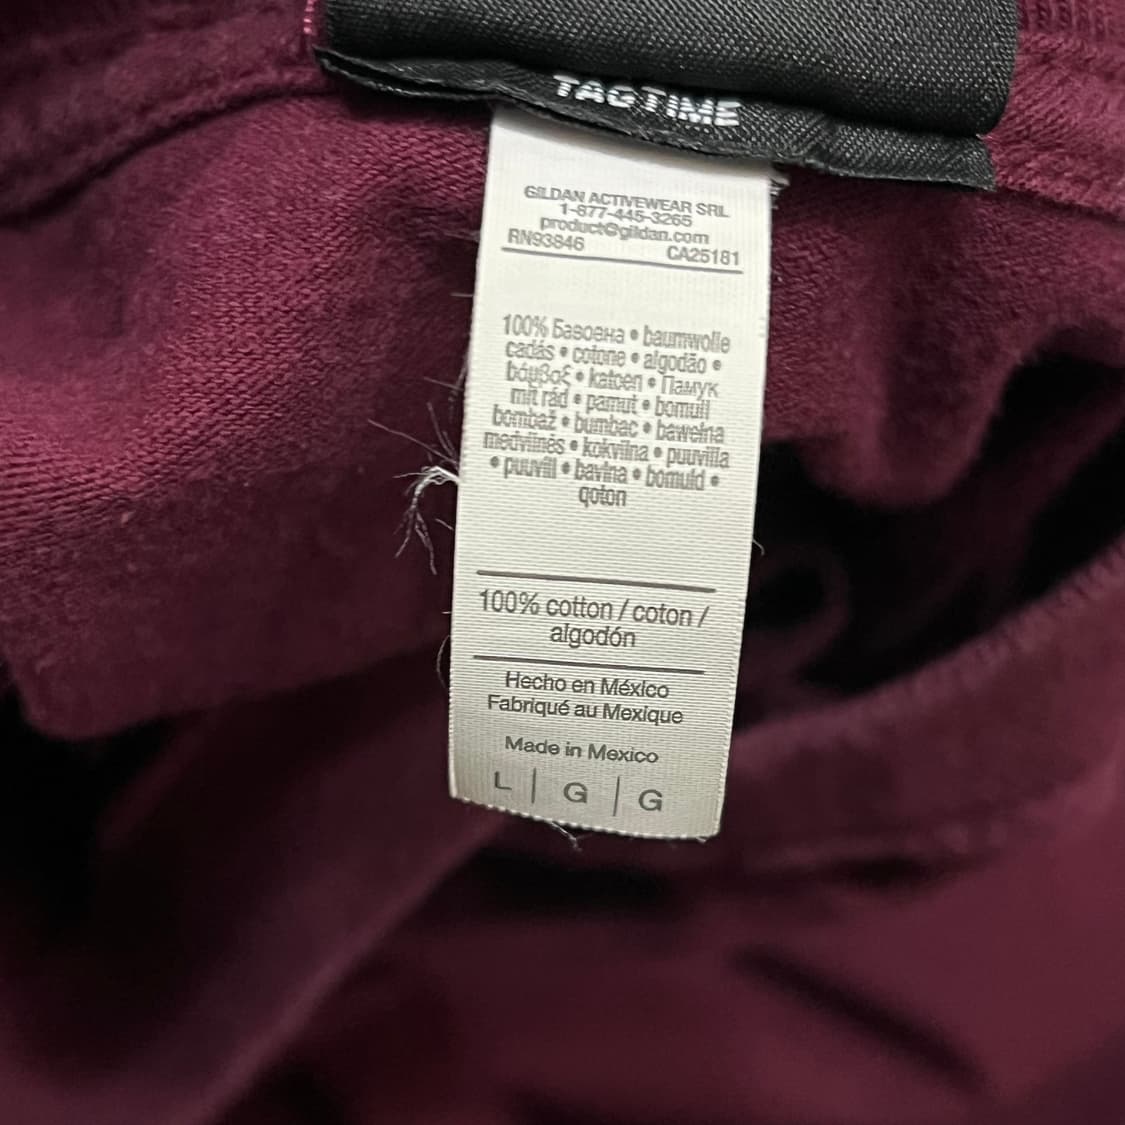 TAGTIME
GILDAN ACTIVEWEAR SRL
1-877-445-3265
product@gildan.com
RN93846 CA25181
100% Бавовна • baumwolle
cadás • cotone • algodão •
bάμβοξ • katoen • Памук
mit rád • pamut • bomull
bombaž • bumbac • bawełna
medvilnės • kokvilna • puuvilla
• puuvill • bavlna • bomuld •
qoton
100% cotton / coton /
algodón
Hecho en México
Fabriqué au Mexique
Made in Mexico
L | G | G